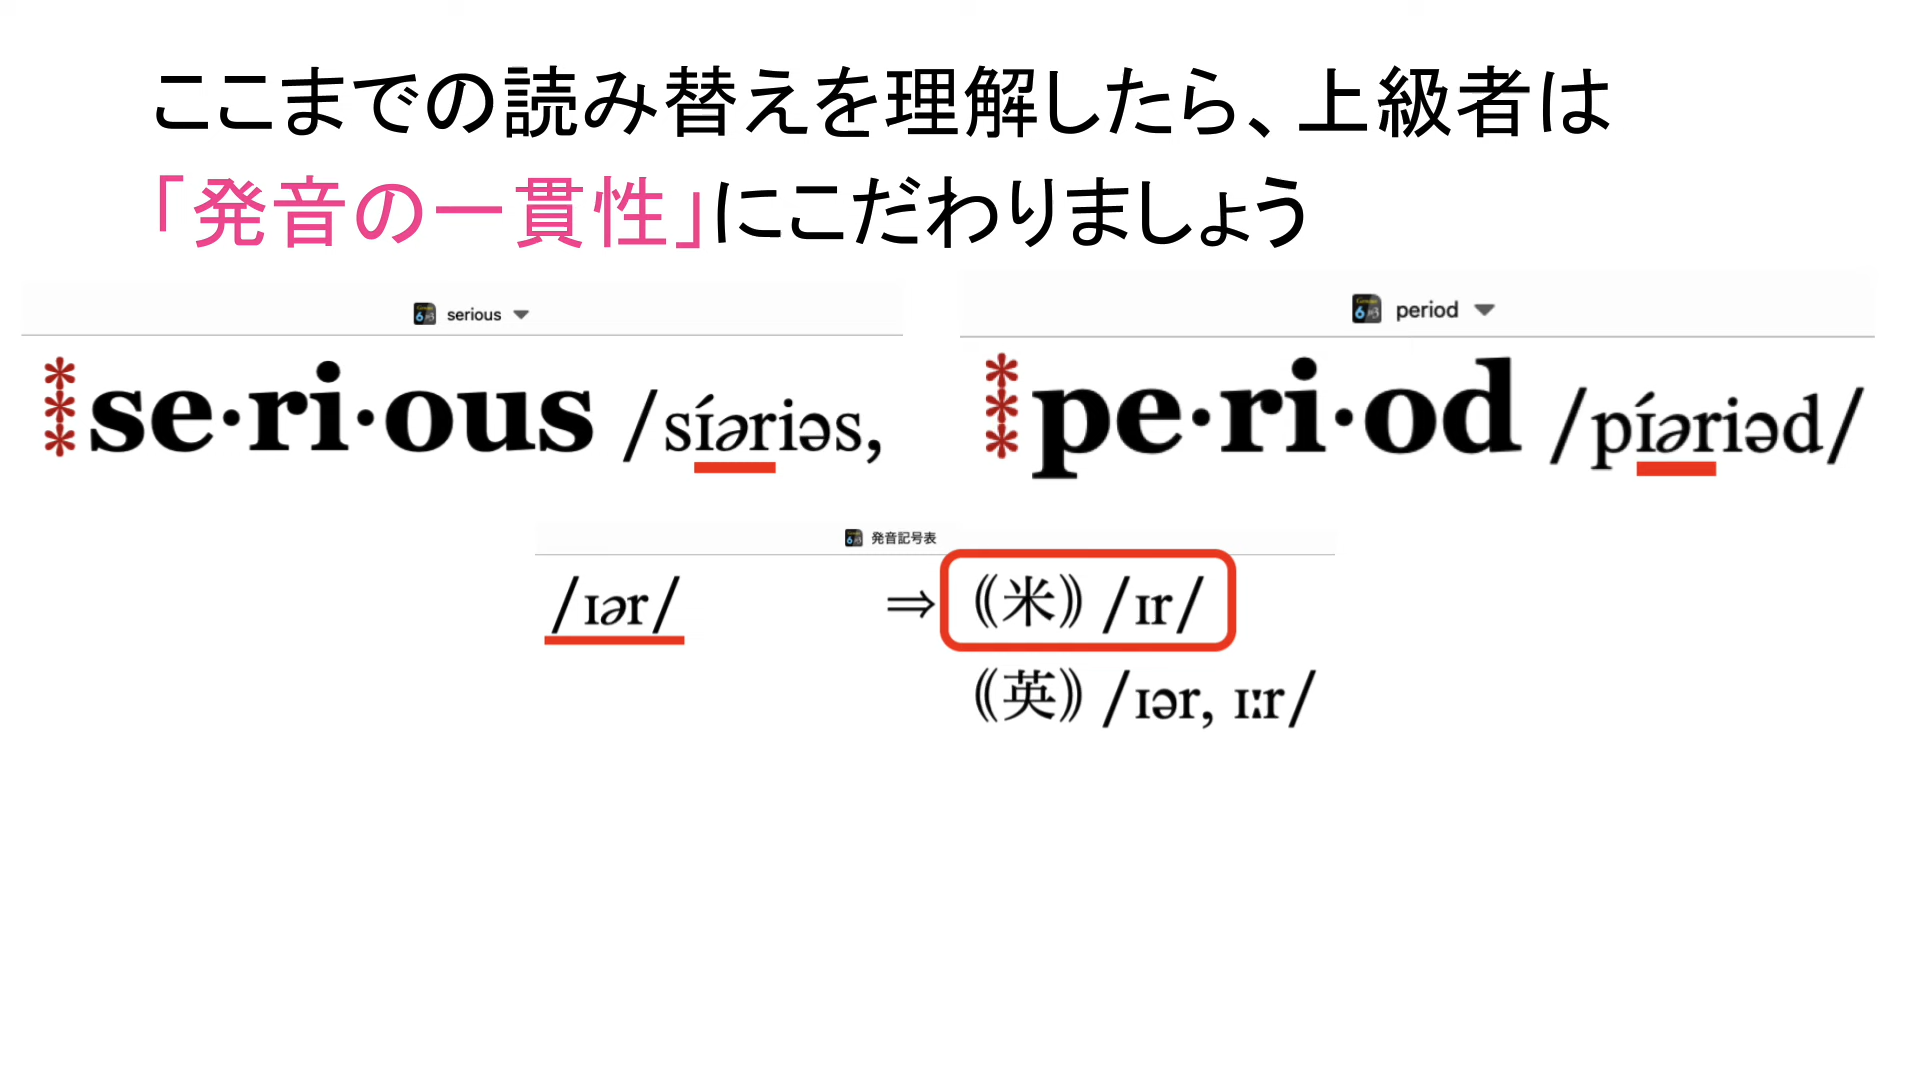 ここまでの読み替えを理解したら、上級者は
「発音の一貫性」にこだわりましょう
serious
period
se·ri·ous /síəriəs,
pe·ri·od /píəriəd/
発音記号表
/ɪər/ ⇒ 《米》 /ɪr/
《英》 /ɪər, ɪːr/